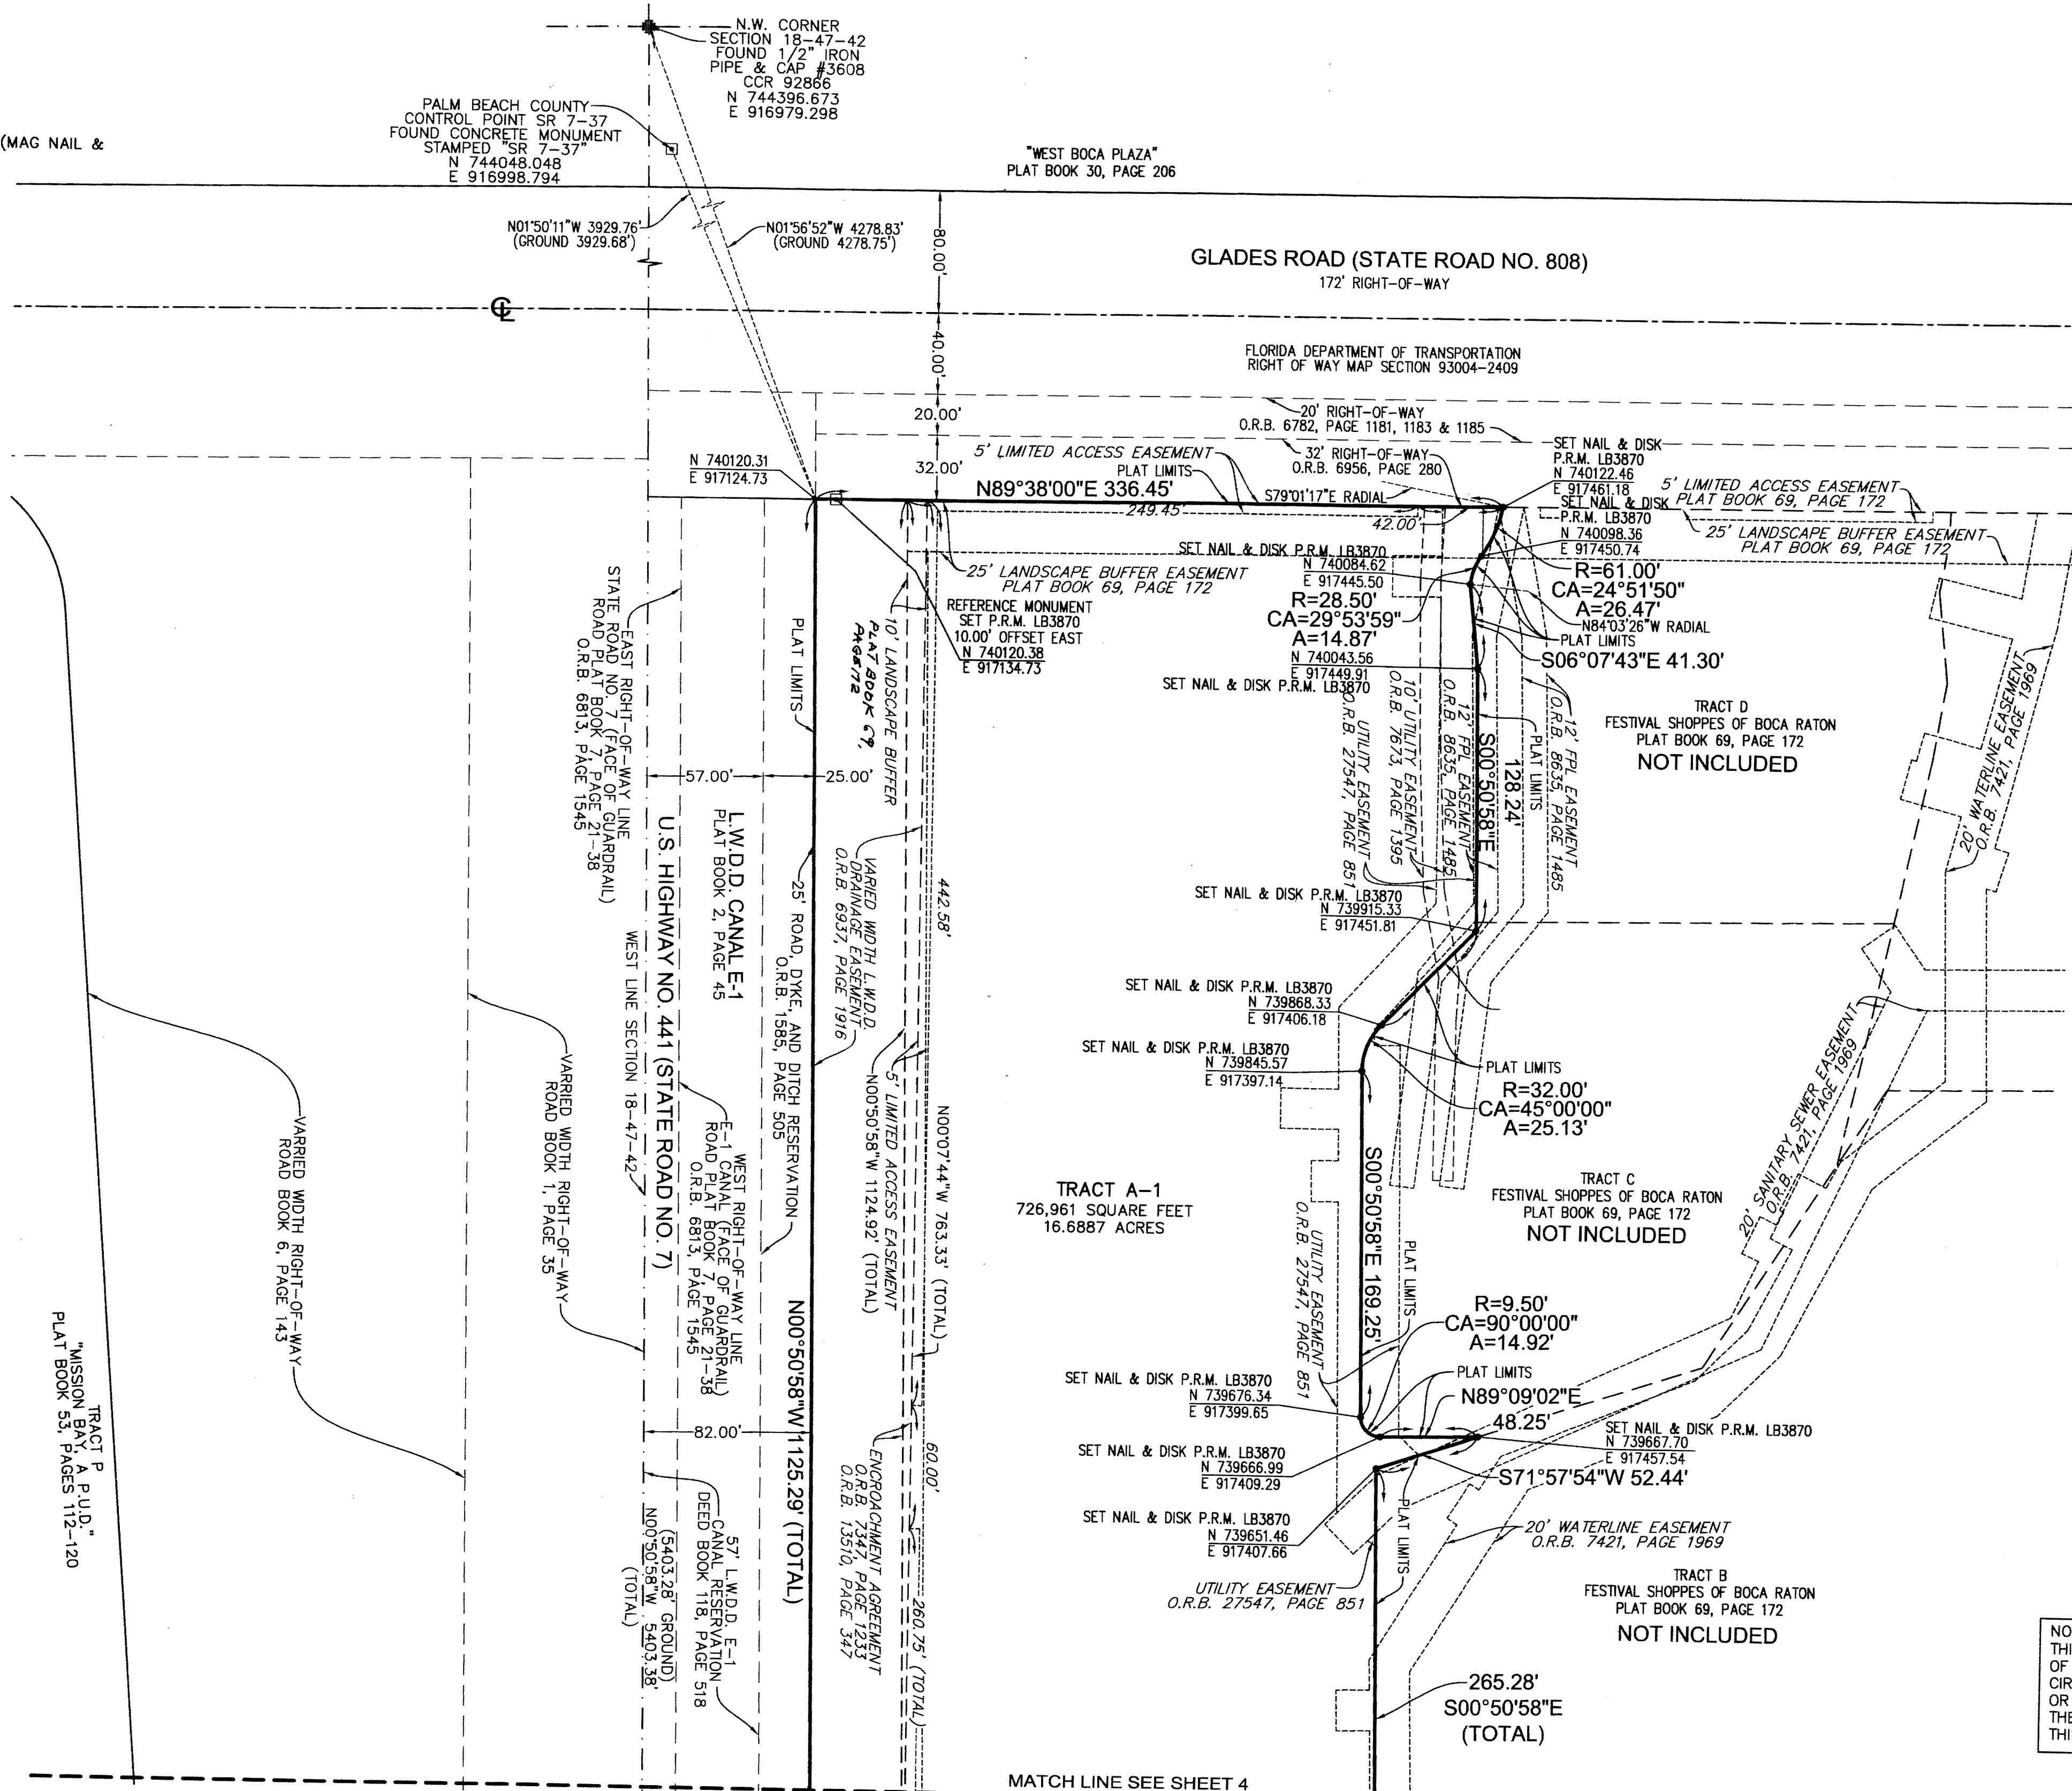 N.W. CORNER
SECTION 18-47-42
FOUND 1/2" IRON
PIPE & CAP #3608
CCR 92866
N 744396.673
E 916979.298
PALM BEACH COUNTY
CONTROL POINT SR 7-37
FOUND CONCRETE MONUMENT
STAMPED "SR 7-37"
N 744048.048
E 916998.794
(MAG NAIL &
"WEST BOCA PLAZA"
PLAT BOOK 30, PAGE 206
N01°50'11"W 3929.76'
(GROUND 3929.68')
N01°56'52"W 4278.83'
(GROUND 4278.75')
80.00'
GLADES ROAD (STATE ROAD NO. 808)
172' RIGHT-OF-WAY
℄
40.00'
FLORIDA DEPARTMENT OF TRANSPORTATION
RIGHT OF WAY MAP SECTION 93004-2409
20.00'
20' RIGHT-OF-WAY
O.R.B. 6782, PAGE 1181, 1183 & 1185
32.00'
5' LIMITED ACCESS EASEMENT
PLAT LIMITS
32' RIGHT-OF-WAY
O.R.B. 6956, PAGE 280
SET NAIL & DISK
P.R.M. LB3870
N 740122.46
E 917461.18
N 740120.31
E 917124.73
N89°38'00"E 336.45'
S79°01'17"E RADIAL
249.45'
42.00'
5' LIMITED ACCESS EASEMENT
PLAT BOOK 69, PAGE 172
SET NAIL & DISK
P.R.M. LB3870
N 740098.36
E 917450.74
25' LANDSCAPE BUFFER EASEMENT
PLAT BOOK 69, PAGE 172
SET NAIL & DISK P.R.M. LB3870
N 740084.62
E 917445.50
25' LANDSCAPE BUFFER EASEMENT
PLAT BOOK 69, PAGE 172
R=61.00'
CA=24°51'50"
A=26.47'
R=28.50'
CA=29°53'59"
A=14.87'
N84°03'26"W RADIAL
PLAT LIMITS
S06°07'43"E 41.30'
REFERENCE MONUMENT
SET P.R.M. LB3870
10.00' OFFSET EAST
N 740120.38
E 917134.73
N 740043.56
E 917449.91
SET NAIL & DISK P.R.M. LB3870
TRACT D
FESTIVAL SHOPPES OF BOCA RATON
PLAT BOOK 69, PAGE 172
NOT INCLUDED
20' WATERLINE EASEMENT
O.R.B. 7421, PAGE 1969
12' FPL EASEMENT
O.R.B. 8635, PAGE 1485
PLAT LIMITS
128.24'
S00°50'58"E
12' FPL EASEMENT
O.R.B. 8635, PAGE 1485
10' UTILITY EASEMENT
O.R.B. 7673, PAGE 1395
UTILITY EASEMENT
O.R.B. 27547, PAGE 851
10' LANDSCAPE BUFFER
PLAT BOOK 69,
PAGE 172
PLAT LIMITS
EAST RIGHT-OF-WAY LINE
STATE ROAD NO. 7 (FACE OF GUARDRAIL)
ROAD PLAT BOOK 7, PAGE 21-38
O.R.B. 6813, PAGE 1545
57.00'
25.00'
L.W.D.D. CANAL E-1
PLAT BOOK 2, PAGE 45
U.S. HIGHWAY NO. 441 (STATE ROAD NO. 7)
WEST LINE SECTION 18-47-42
25' ROAD, DYKE, AND DITCH RESERVATION
O.R.B. 1585, PAGE 505
VARIED WIDTH L.W.D.D.
DRAINAGE EASEMENT
O.R.B. 6937, PAGE 1916
442.58'
5' LIMITED ACCESS EASEMENT
N00°50'58"W 1124.92' (TOTAL)
N00°07'44"W 763.33' (TOTAL)
SET NAIL & DISK P.R.M. LB3870
N 739915.33
E 917451.81
SET NAIL & DISK P.R.M. LB3870
N 739868.33
E 917406.18
SET NAIL & DISK P.R.M. LB3870
N 739845.57
E 917397.14
PLAT LIMITS
R=32.00'
CA=45°00'00"
A=25.13'
20' SANITARY SEWER EASEMENT
O.R.B. 7421, PAGE 1969
S00°50'58"E 169.25'
TRACT A-1
726,961 SQUARE FEET
16.6887 ACRES
TRACT C
FESTIVAL SHOPPES OF BOCA RATON
PLAT BOOK 69, PAGE 172
NOT INCLUDED
PLAT LIMITS
UTILITY EASEMENT
O.R.B. 27547, PAGE 851
VARRIED WIDTH RIGHT-OF-WAY
ROAD BOOK 6, PAGE 143
VARRIED WIDTH RIGHT-OF-WAY
ROAD BOOK 1, PAGE 35
WEST RIGHT-OF-WAY LINE
E-1 CANAL (FACE OF GUARDRAIL)
ROAD PLAT BOOK 7, PAGE 21-38
O.R.B. 6813, PAGE 1545
N00°50'58"W 1125.29' (TOTAL)
R=9.50'
CA=90°00'00"
A=14.92'
PLAT LIMITS
N89°09'02"E
48.25'
SET NAIL & DISK P.R.M. LB3870
N 739676.34
E 917399.65
SET NAIL & DISK P.R.M. LB3870
N 739667.70
E 917457.54
SET NAIL & DISK P.R.M. LB3870
N 739666.99
E 917409.29
S71°57'54"W 52.44'
SET NAIL & DISK P.R.M. LB3870
N 739651.46
E 917407.66
PLAT LIMITS
20' WATERLINE EASEMENT
O.R.B. 7421, PAGE 1969
UTILITY EASEMENT
O.R.B. 27547, PAGE 851
TRACT B
FESTIVAL SHOPPES OF BOCA RATON
PLAT BOOK 69, PAGE 172
NOT INCLUDED
82.00'
60.00'
ENCROACHMENT AGREEMENT
O.R.B. 7347, PAGE 1233
O.R.B. 13510, PAGE 347
260.75' (TOTAL)
57' L.W.D.D. E-1
CANAL RESERVATION
DEED BOOK 118, PAGE 518
(5403.28' GROUND)
N00°50'58"W 5403.38'
(TOTAL)
TRACT P
"MISSION BAY, A P.U.D."
PLAT BOOK 53, PAGES 112-120
265.28'
S00°50'58"E
(TOTAL)
MATCH LINE SEE SHEET 4
NO
THI
OF
CIR
OR
THE
THI